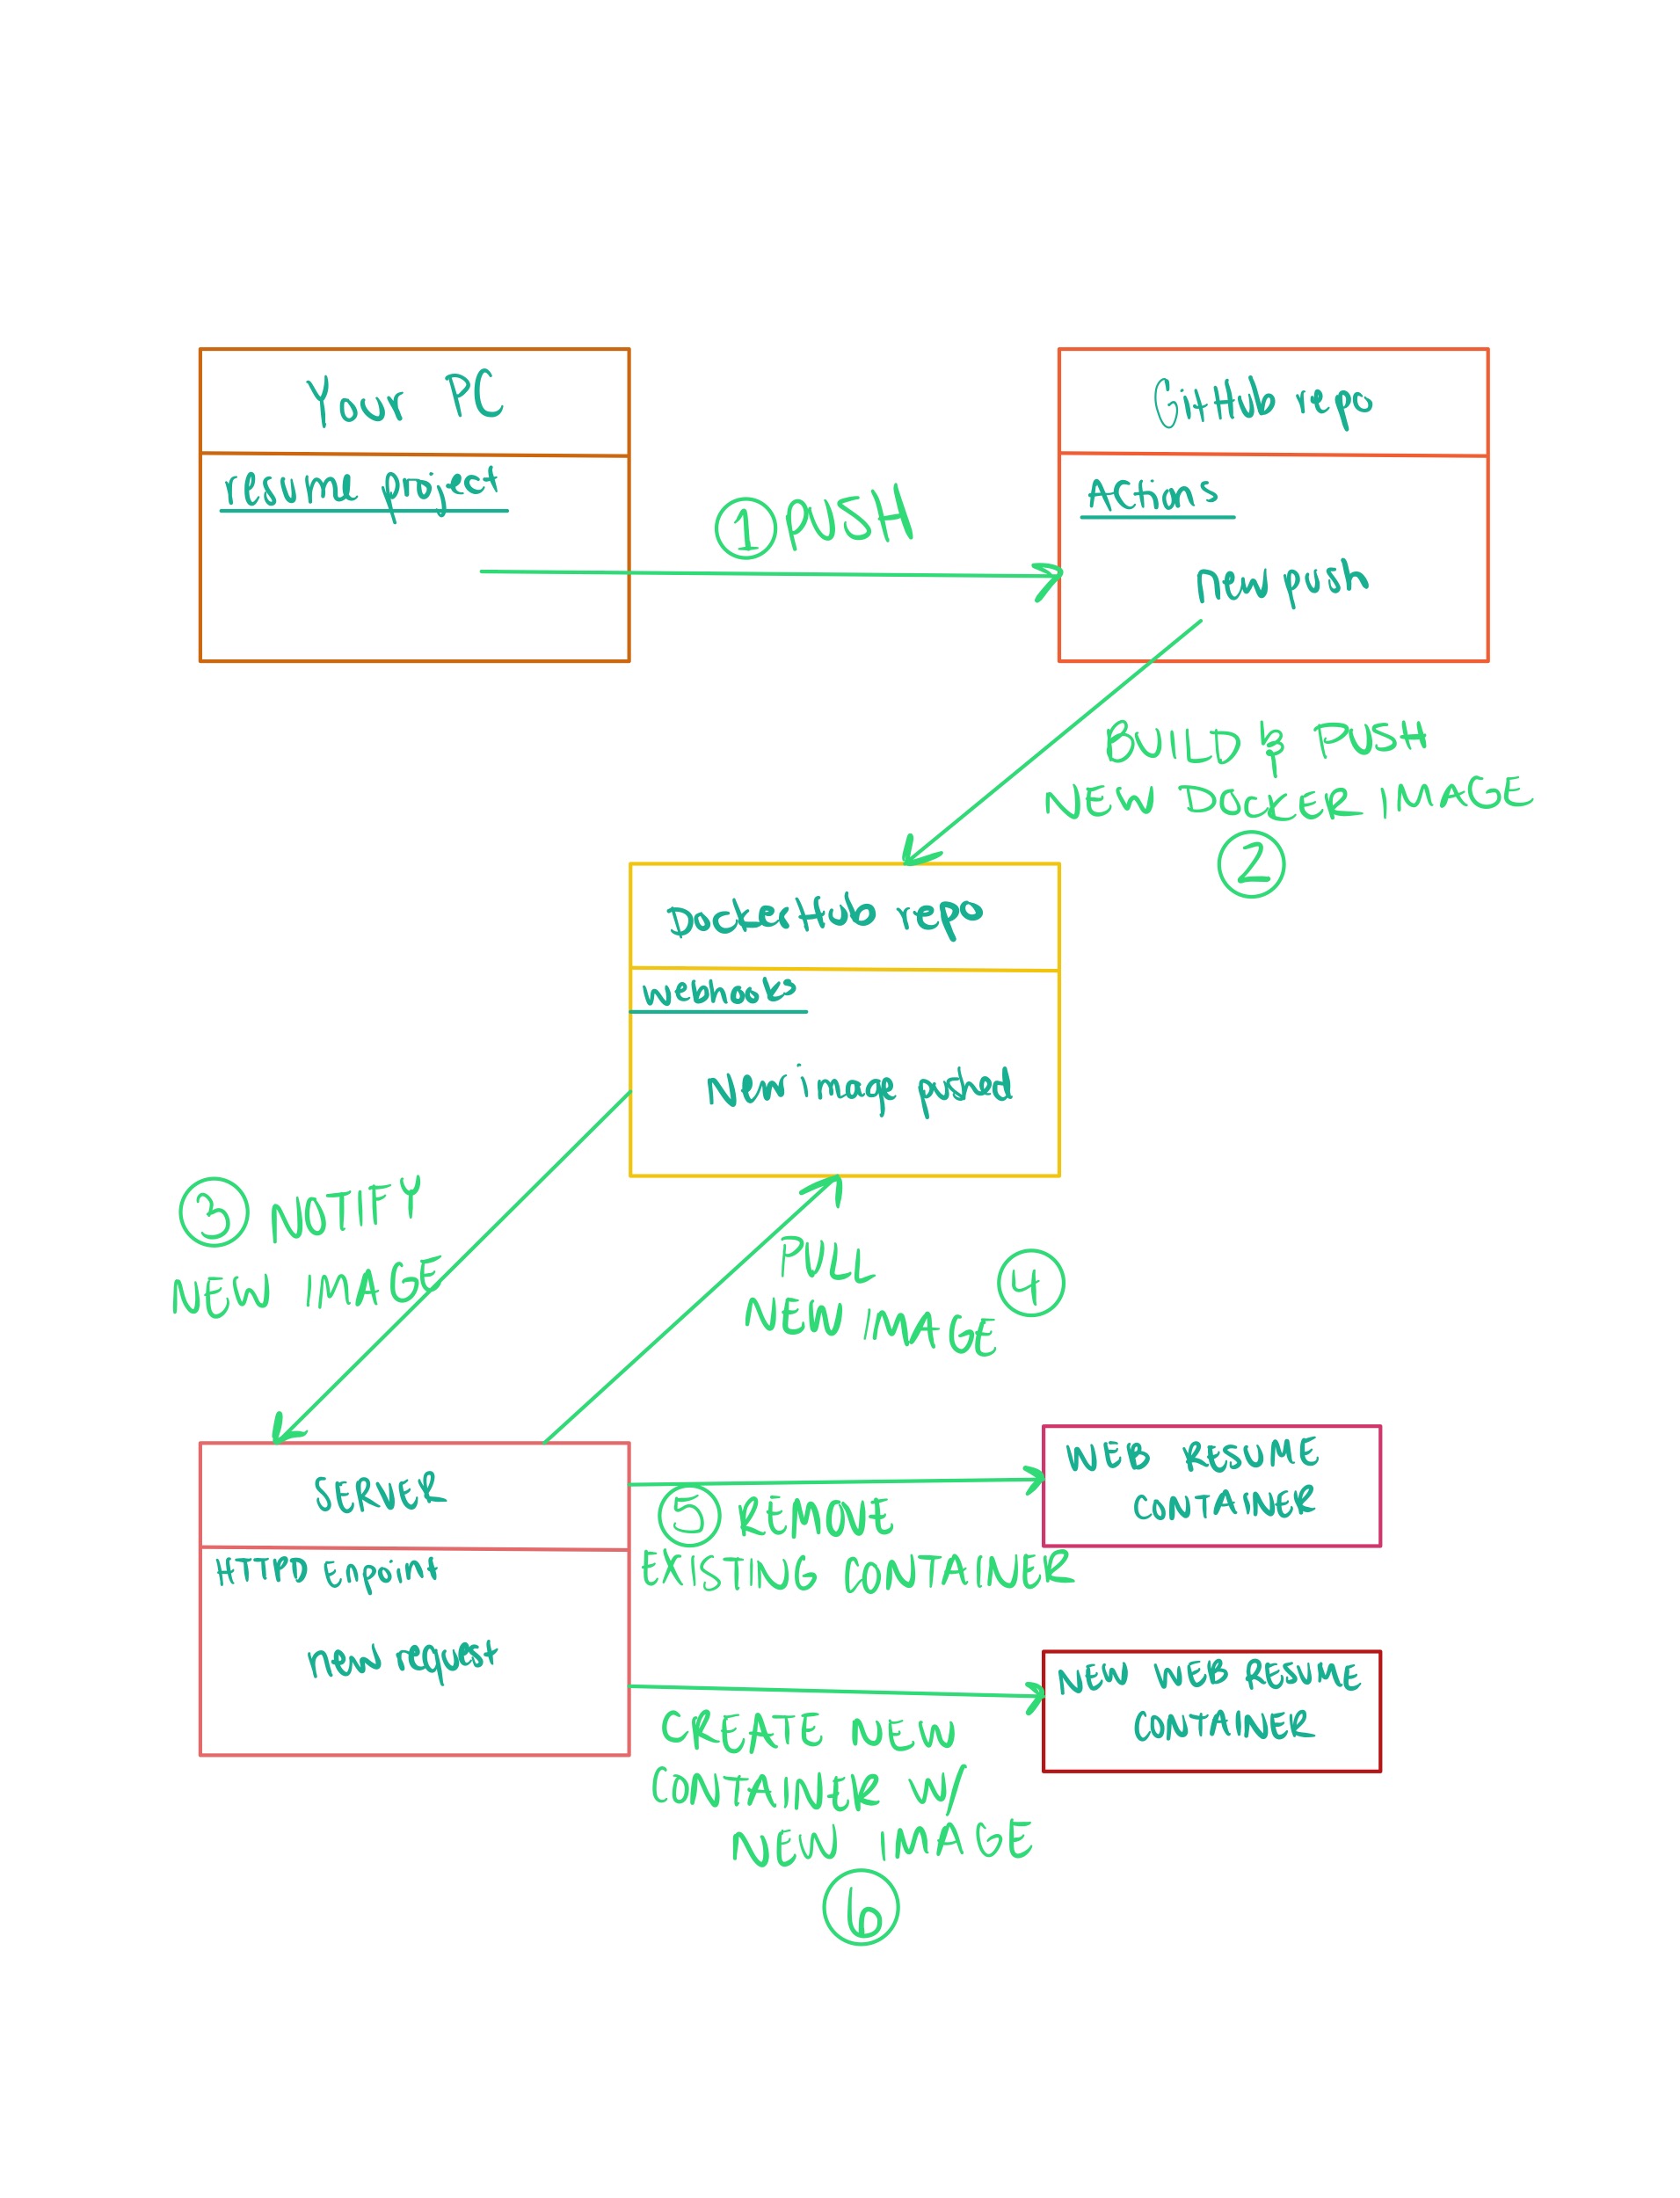 Your PC
resume project
① PUSH
GitHub repo
Actions
New push
BUILD & PUSH
NEW DOCKER IMAGE
②
DockerHub repo
webhooks
New image pushed
③ NOTIFY
NEW IMAGE
PULL
NEW IMAGE ④
SERVER
HTTPD Enpoint
new request
⑤ REMOVE
EXISTING CONTAINER
WEB RESUME
CONTAINER
CREATE NEW
CONTAINER W/
NEW IMAGE
⑥
NEW WEB RESUME
CONTAINER